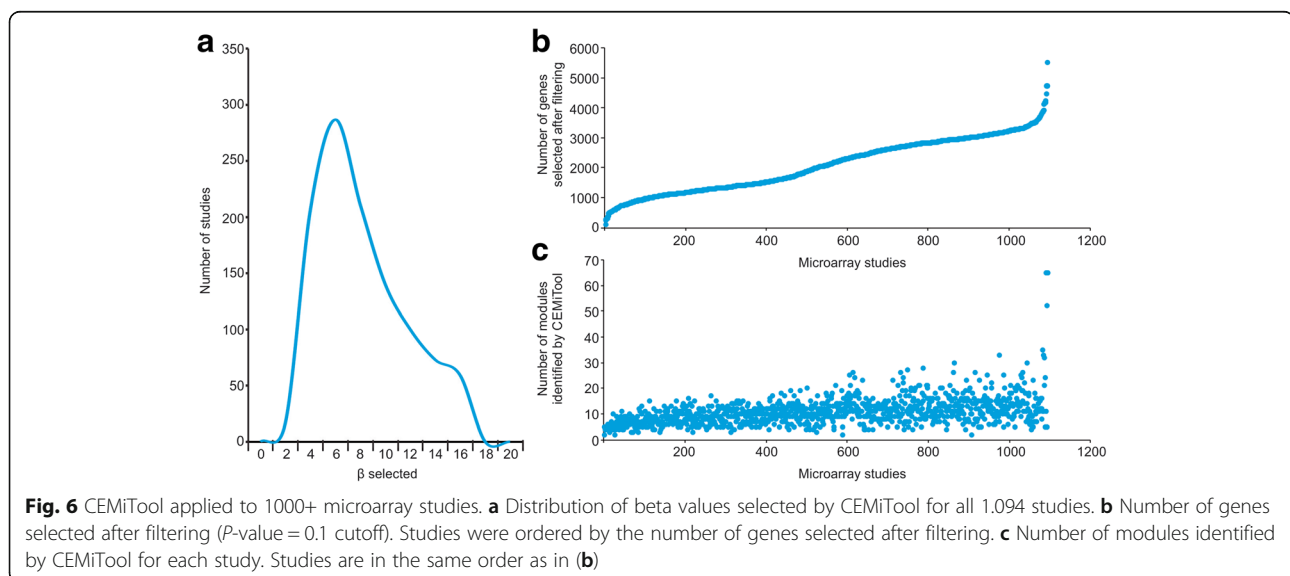 a
350
300
250
200
150
100
50
0
Number of studies
0 2 4 6 8 10 12 14 16 18 20
β selected
b
6000
5000
4000
3000
2000
1000
0
Number of genes
selected after filtering
200 400 600 800 1000 1200
Microarray studies
c
70
60
50
40
30
20
10
0
Number of modules
identified by CEMiTool
200 400 600 800 1000 1200
Microarray studies
Fig. 6 CEMiTool applied to 1000+ microarray studies. a Distribution of beta values selected by CEMiTool for all 1.094 studies. b Number of genes
selected after filtering (P-value = 0.1 cutoff). Studies were ordered by the number of genes selected after filtering. c Number of modules identified
by CEMiTool for each study. Studies are in the same order as in (b)